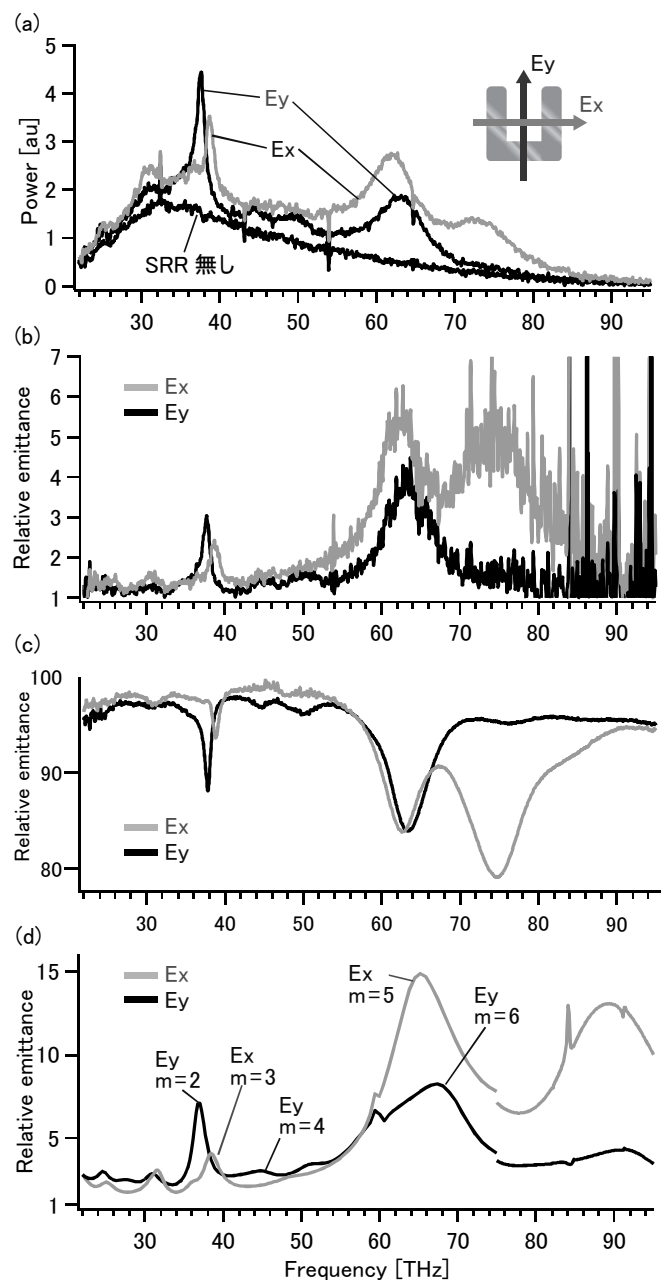 (a)
5
4
3
2
1
0
Power [au]
Ey
Ex
SRR 無し
Ey
Ex
30 40 50 60 70 80 90
(b)
7
6
5
4
3
2
1
Relative emittance
Ex
Ey
30 40 50 60 70 80 90
(c)
100
90
80
Relative emittance
Ex
Ey
30 40 50 60 70 80 90
(d)
15
10
5
1
Relative emittance
Ex
Ey
Ey
m=2
Ex
m=3
Ey
m=4
Ex
m=5
Ey
m=6
30 40 50 60 70 80 90
Frequency [THz]